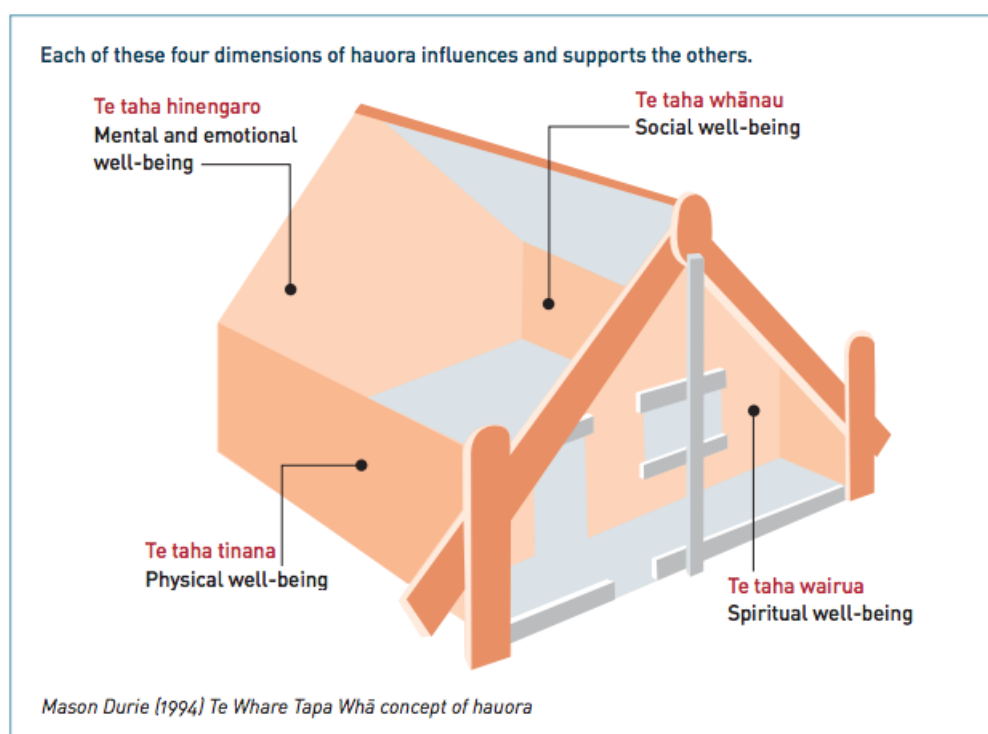 Each of these four dimensions of hauora influences and supports the others.
Te taha hinengaro
Mental and emotional
well-being
Te taha whānau
Social well-being
Te taha tinana
Physical well-being
Te taha wairua
Spiritual well-being
Mason Durie (1994) Te Whare Tapa Whā concept of hauora